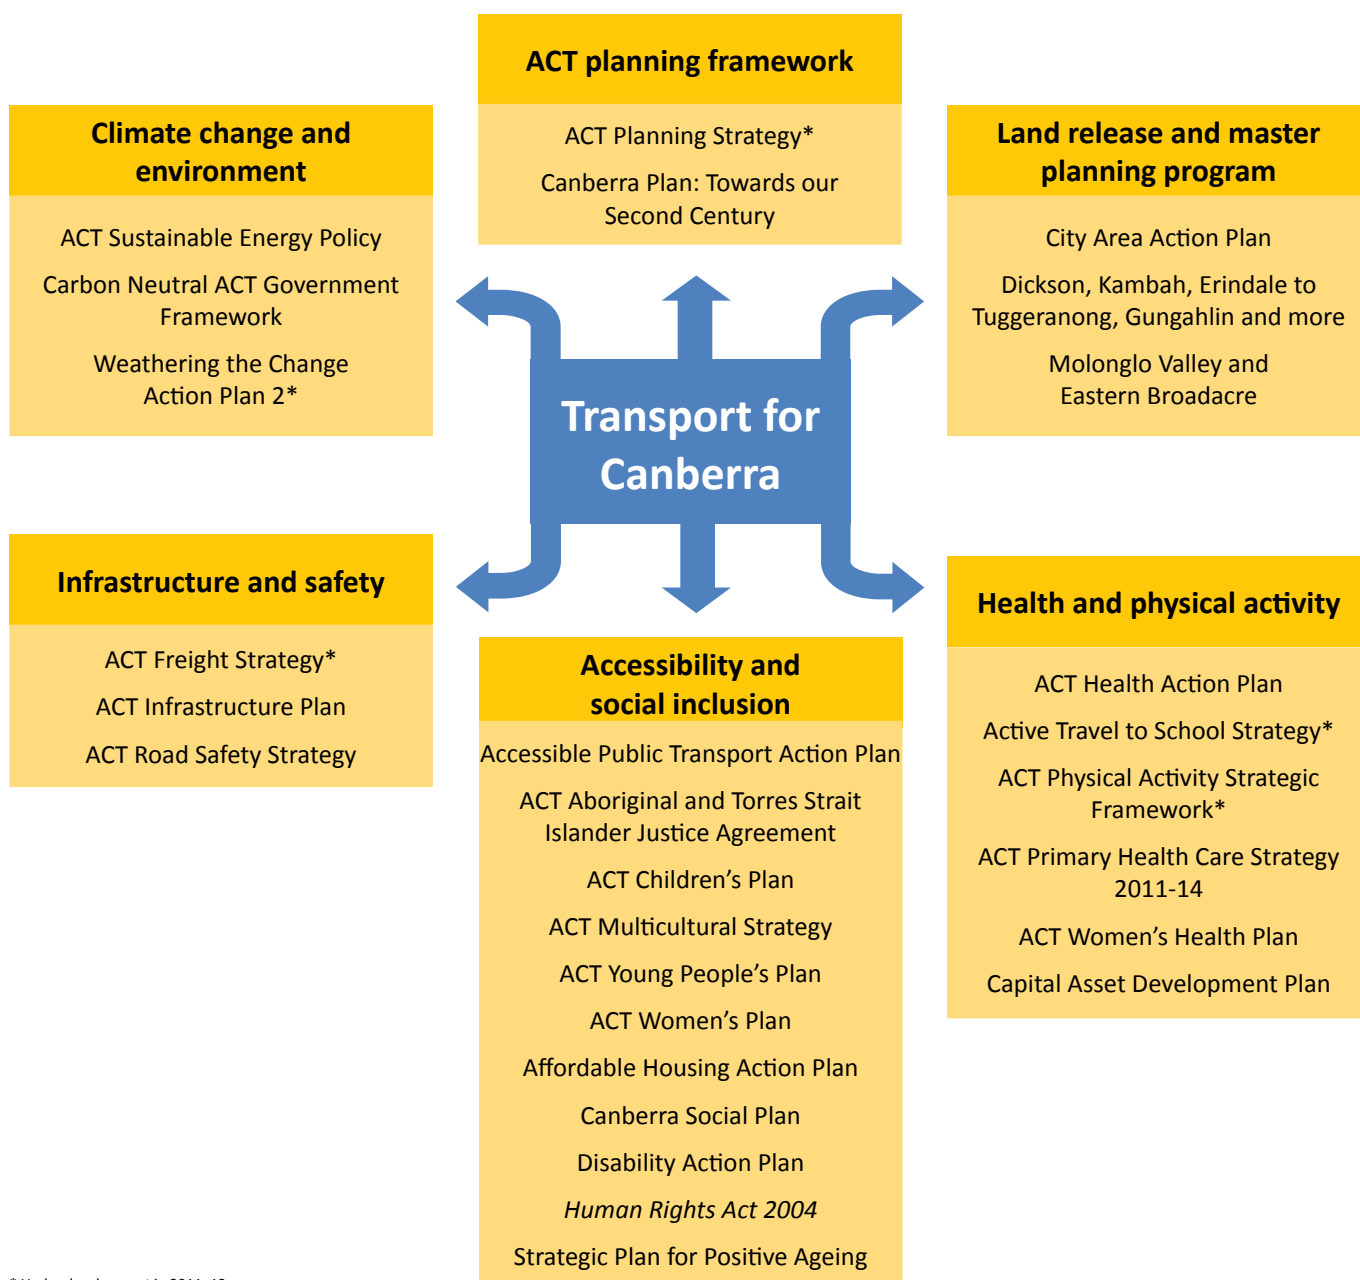 ACT planning framework
ACT Planning Strategy*
Canberra Plan: Towards our
Second Century
Climate change and
environment
ACT Sustainable Energy Policy
Carbon Neutral ACT Government
Framework
Weathering the Change
Action Plan 2*
Land release and master
planning program
City Area Action Plan
Dickson, Kambah, Erindale to
Tuggeranong, Gungahlin and more
Molonglo Valley and
Eastern Broadacre
Transport for
Canberra
Infrastructure and safety
ACT Freight Strategy*
ACT Infrastructure Plan
ACT Road Safety Strategy
Accessibility and
social inclusion
Accessible Public Transport Action Plan
ACT Aboriginal and Torres Strait
Islander Justice Agreement
ACT Children’s Plan
ACT Multicultural Strategy
ACT Young People’s Plan
ACT Women’s Plan
Affordable Housing Action Plan
Canberra Social Plan
Disability Action Plan
Human Rights Act 2004
Strategic Plan for Positive Ageing
Health and physical activity
ACT Health Action Plan
Active Travel to School Strategy*
ACT Physical Activity Strategic
Framework*
ACT Primary Health Care Strategy
2011-14
ACT Women’s Health Plan
Capital Asset Development Plan